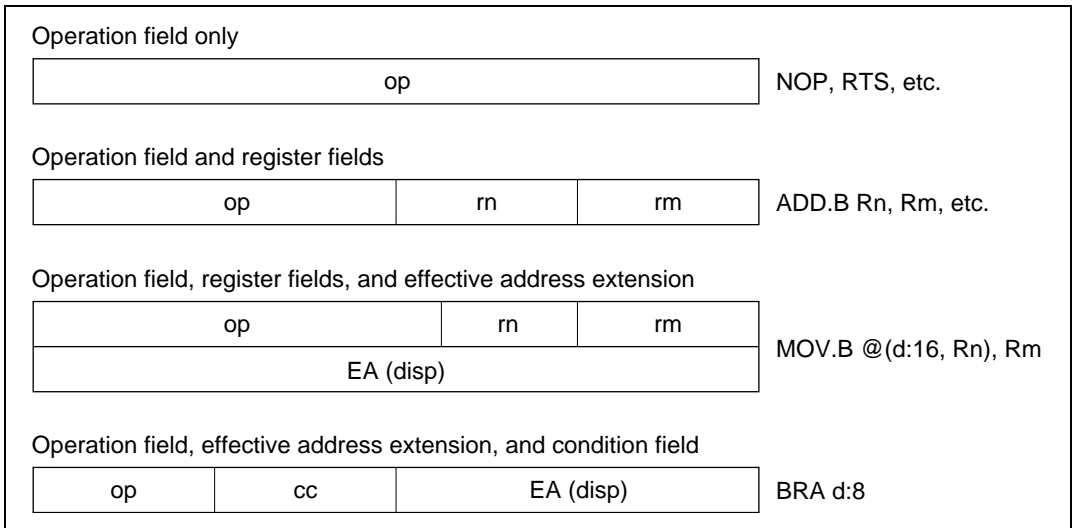 Operation field only
op
NOP, RTS, etc.
Operation field and register fields
op rn rm
ADD.B Rn, Rm, etc.
Operation field, register fields, and effective address extension
op rn rm
EA (disp)
MOV.B @(d:16, Rn), Rm
Operation field, effective address extension, and condition field
op cc EA (disp)
BRA d:8